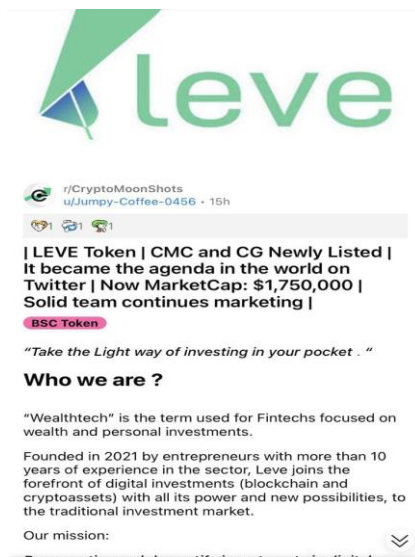 leve
r/CryptoMoonShots
u/Jumpy-Coffee-0456 • 15h
1 1 1
| LEVE Token | CMC and CG Newly Listed |
It became the agenda in the world on
Twitter | Now MarketCap: $1,750,000 |
Solid team continues marketing |
BSC Token
“Take the Light way of investing in your pocket . “
Who we are ?
“Wealthtech” is the term used for Fintechs focused on
wealth and personal investments.
Founded in 2021 by entrepreneurs with more than 10
years of experience in the sector, Leve joins the
forefront of digital investments (blockchain and
cryptoassets) with all its power and new possibilities, to
the traditional investment market.
Our mission: